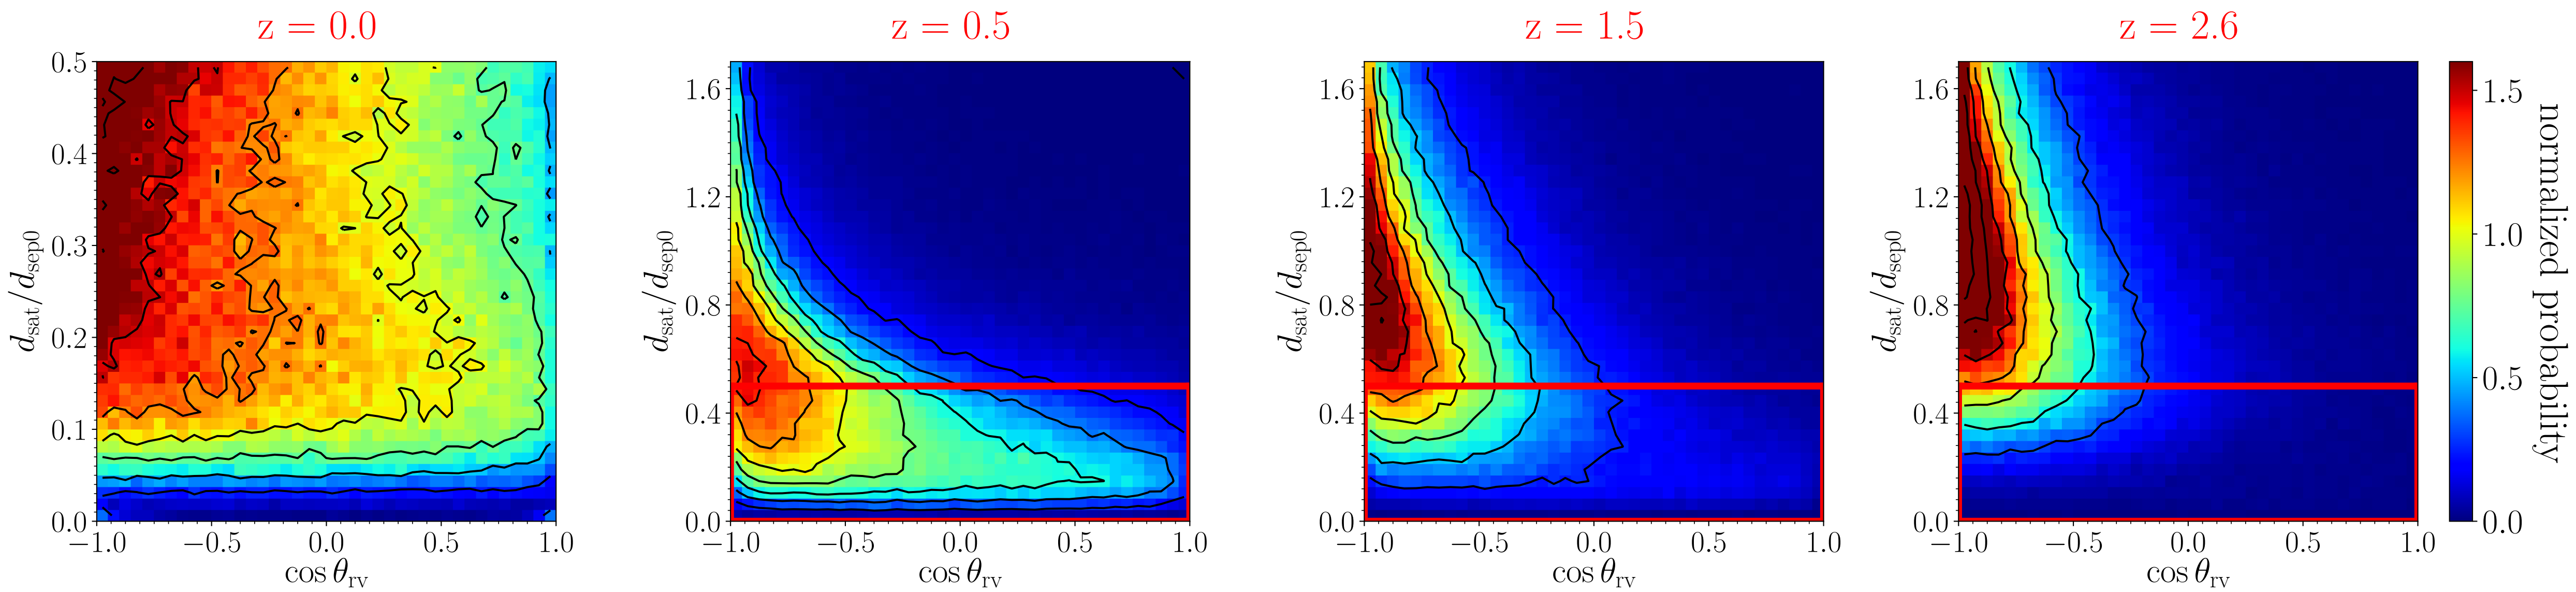 z = 0.0
z = 0.5
z = 1.5
z = 2.6
0.5
0.4
0.3
0.2
0.1
0.0
d_sat/d_sep0
−1.0 −0.5 0.0 0.5 1.0
cos θ_rv
1.6
1.2
0.8
0.4
0.0
d_sat/d_sep0
−1.0 −0.5 0.0 0.5 1.0
cos θ_rv
1.6
1.2
0.8
0.4
0.0
d_sat/d_sep0
−1.0 −0.5 0.0 0.5 1.0
cos θ_rv
1.6
1.2
0.8
0.4
0.0
d_sat/d_sep0
−1.0 −0.5 0.0 0.5 1.0
cos θ_rv
1.5
1.0
0.5
0.0
normalized probability